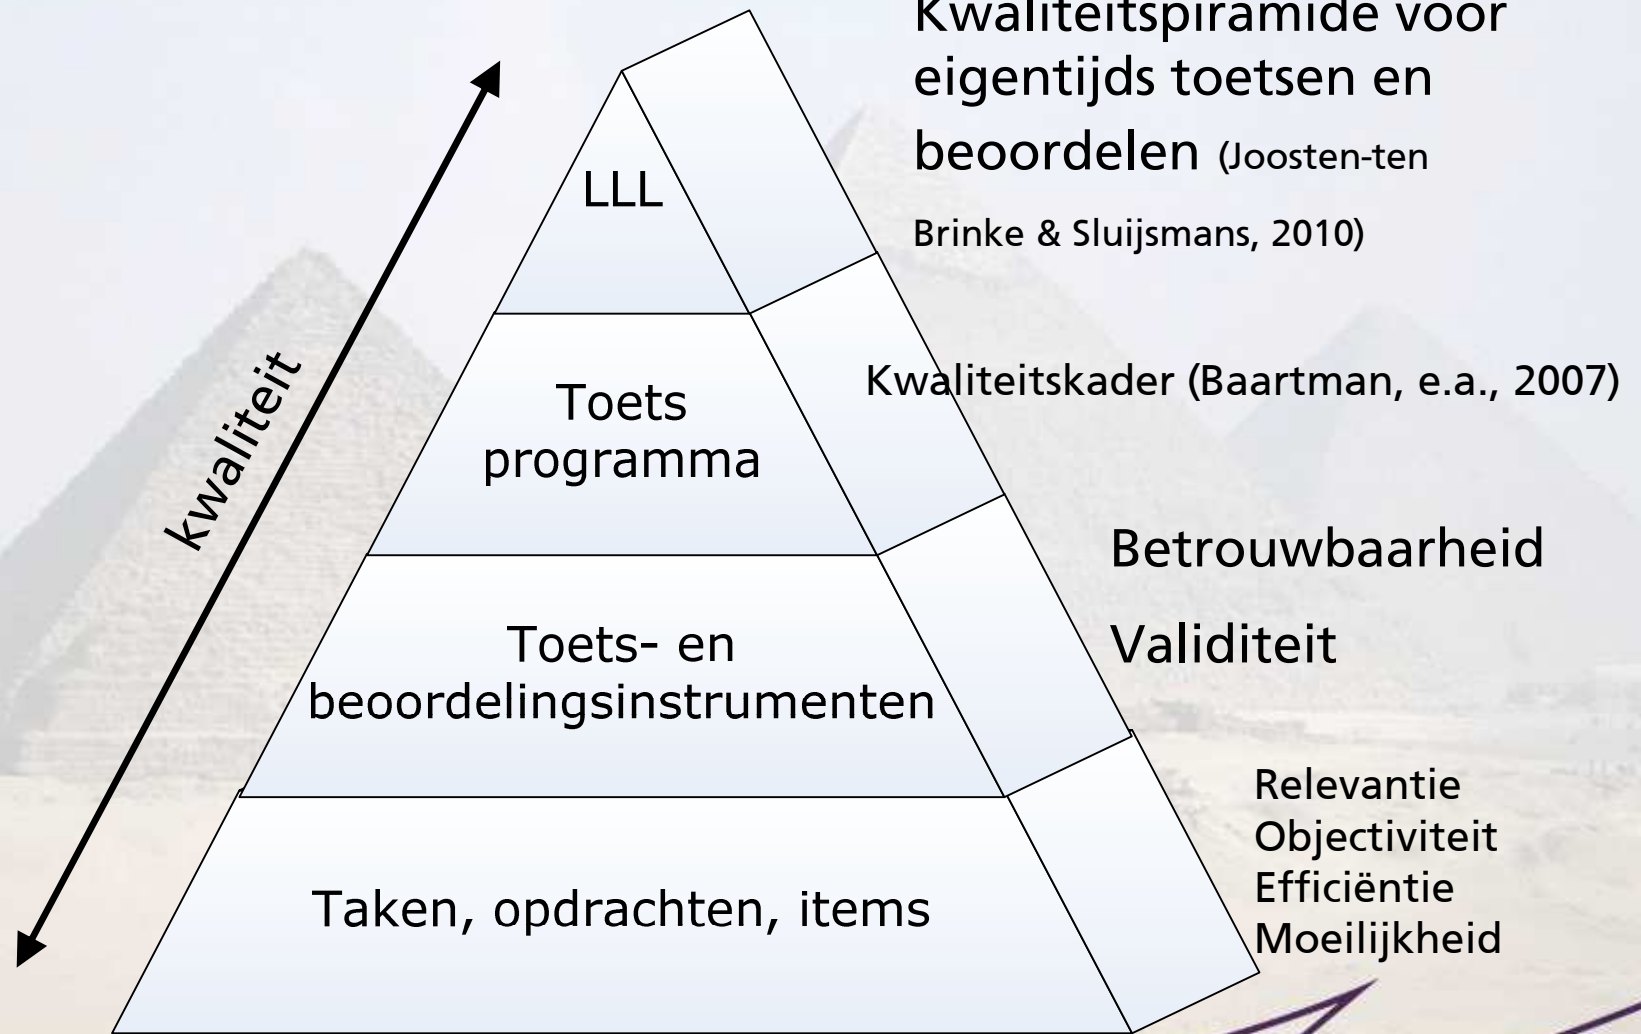 Kwaliteitspiramide voor
eigentijds toetsen en
beoordelen (Joosten-ten
Brinke & Sluijsmans, 2010)
LLL
kwaliteit
Toets
programma
Kwaliteitskader (Baartman, e.a., 2007)
Toets- en
beoordelingsinstrumenten
Betrouwbaarheid
Validiteit
Taken, opdrachten, items
Relevantie
Objectiviteit
Efficiëntie
Moeilijkheid